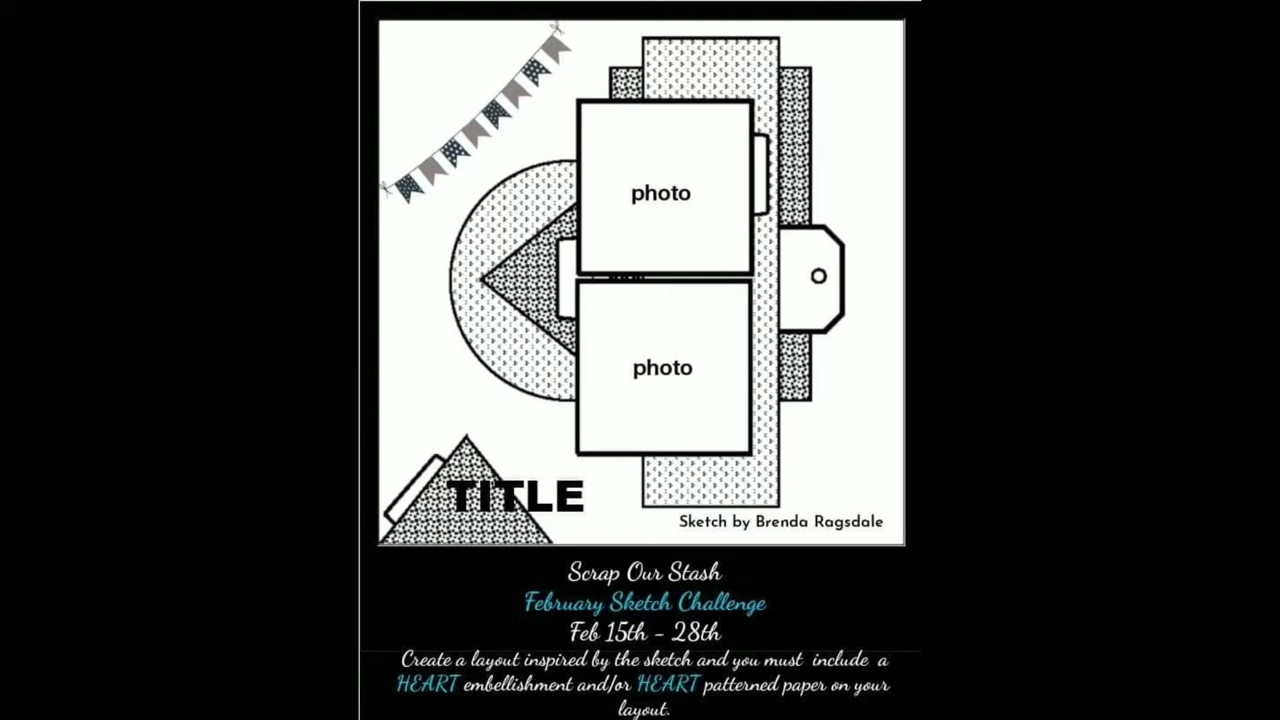 photo
photo
TITLE
Sketch by Brenda Ragsdale
Scrap Our Stash
February Sketch Challenge
Feb 15th - 28th
Create a layout inspired by the sketch and you must include a
HEART embellishment and/or HEART patterned paper on your
layout.